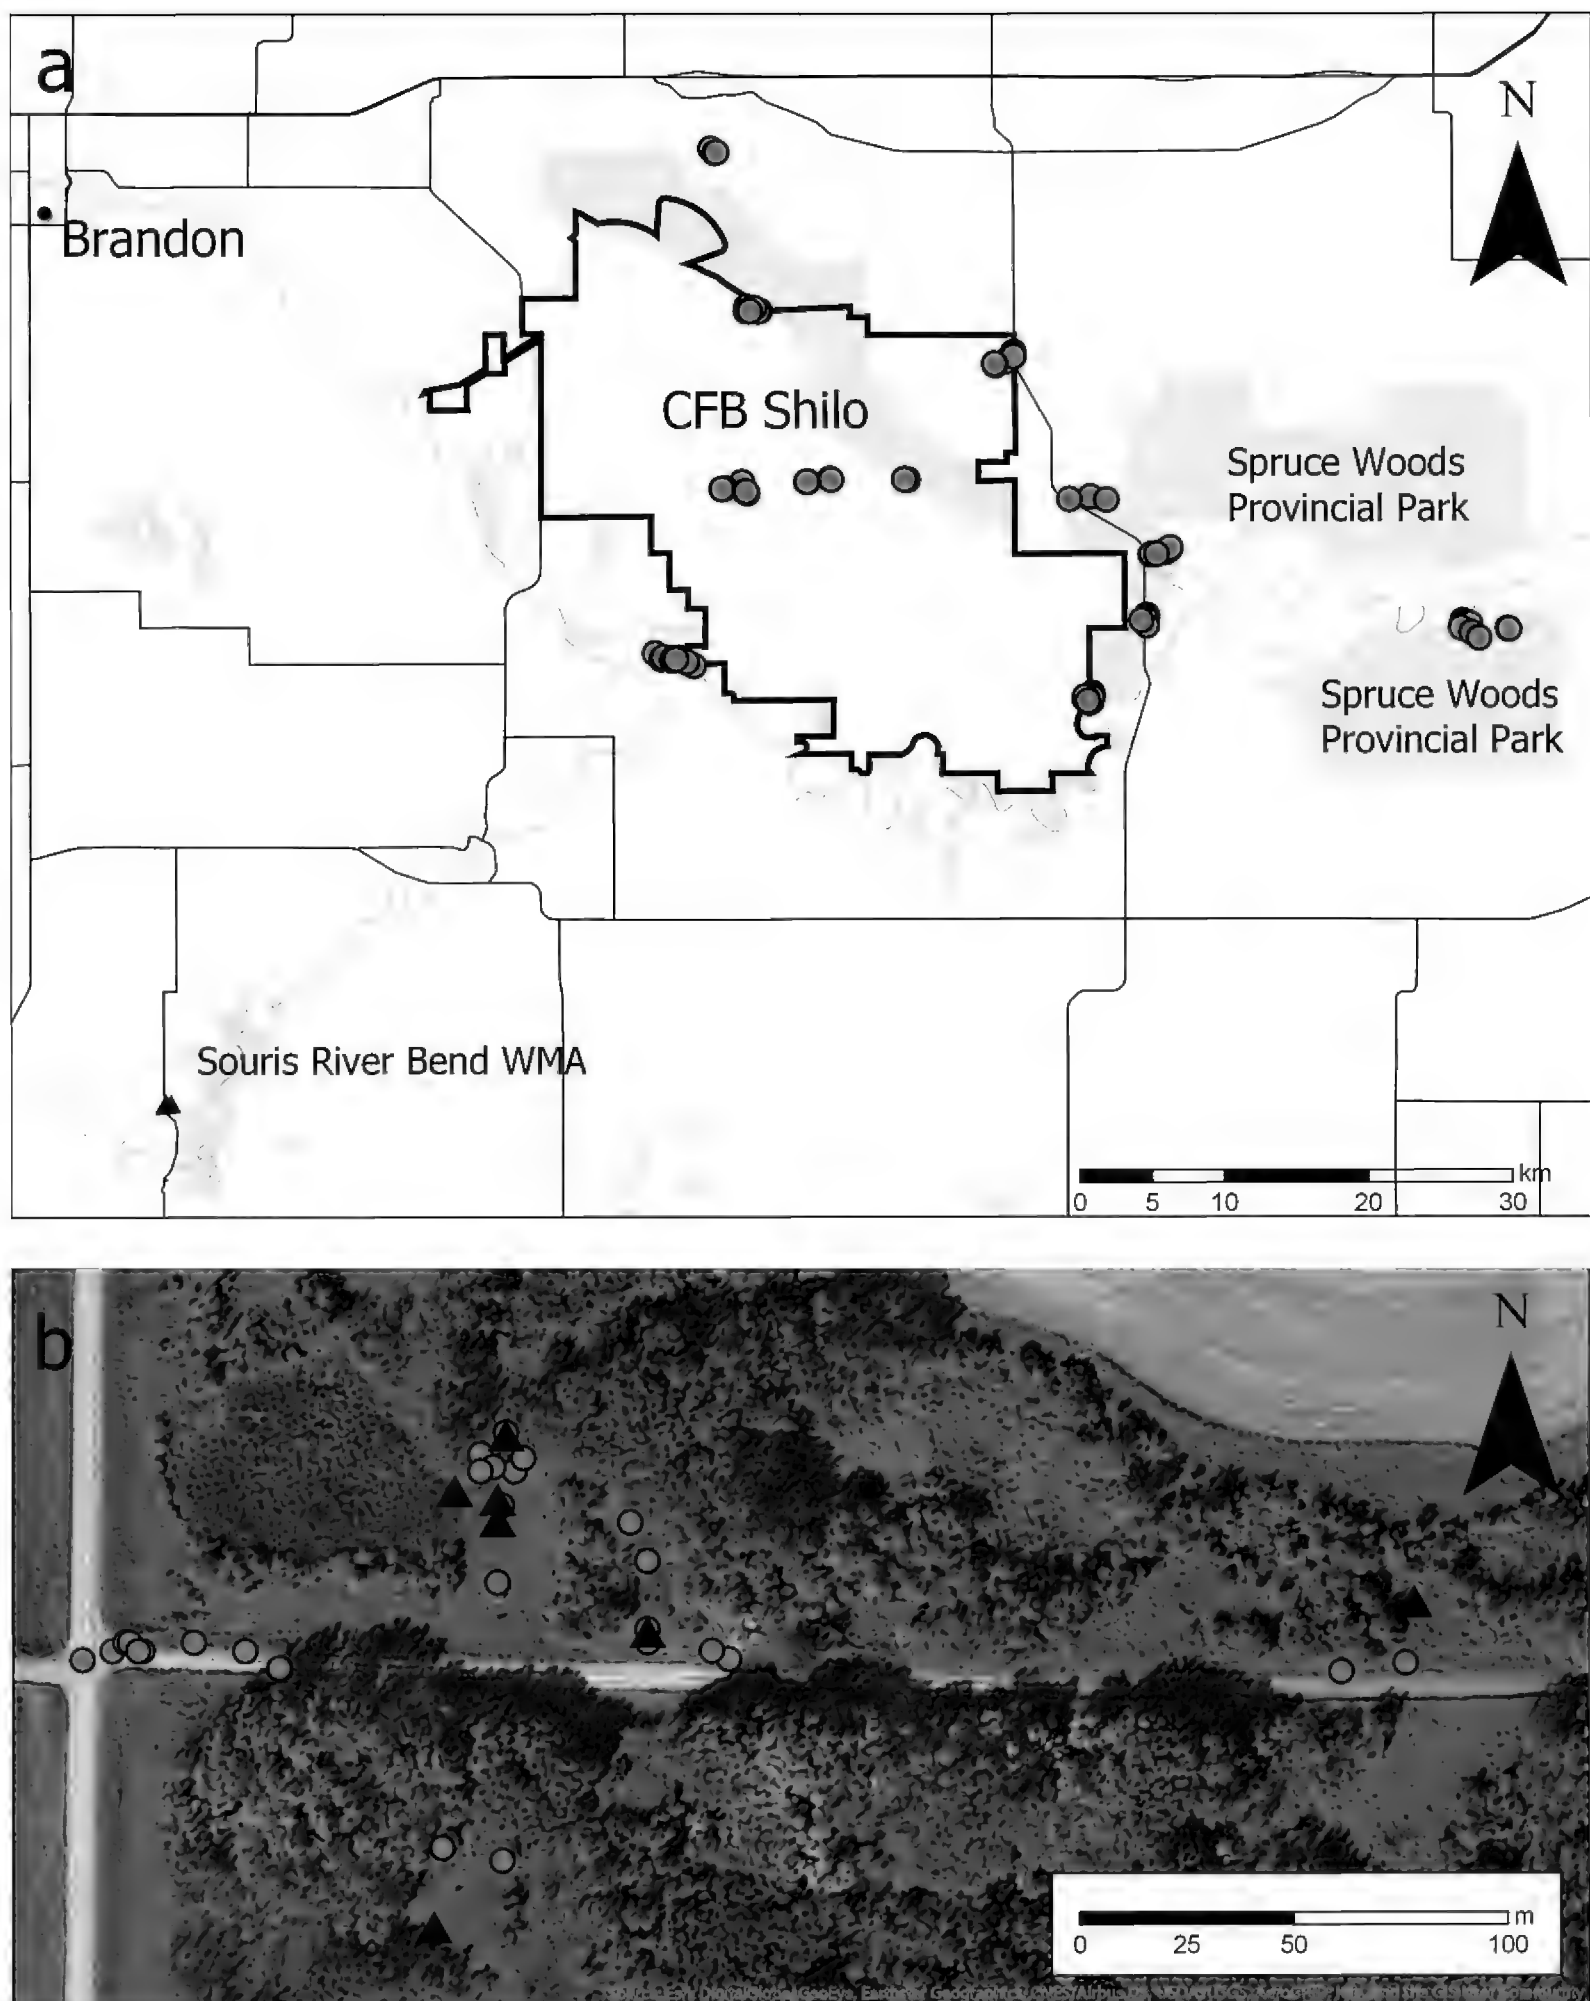 a
N
Brandon
CFB Shilo
Spruce Woods
Provincial Park
Spruce Woods
Provincial Park
Souris River Bend WMA
km
0 5 10 20 30
b
N
m
0 25 50 100